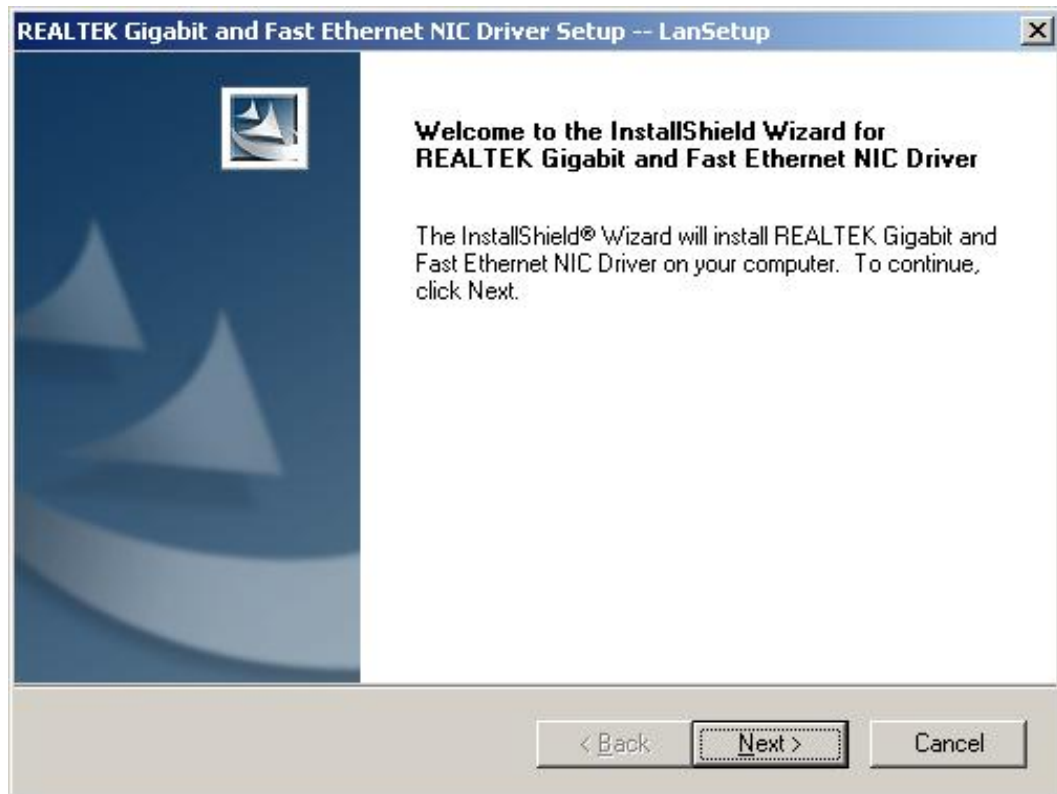 REALTEK Gigabit and Fast Ethernet NIC Driver Setup -- LanSetup
Welcome to the InstallShield Wizard for
REALTEK Gigabit and Fast Ethernet NIC Driver
The InstallShield® Wizard will install REALTEK Gigabit and
Fast Ethernet NIC Driver on your computer.  To continue,
click Next.
< Back
Next >
Cancel